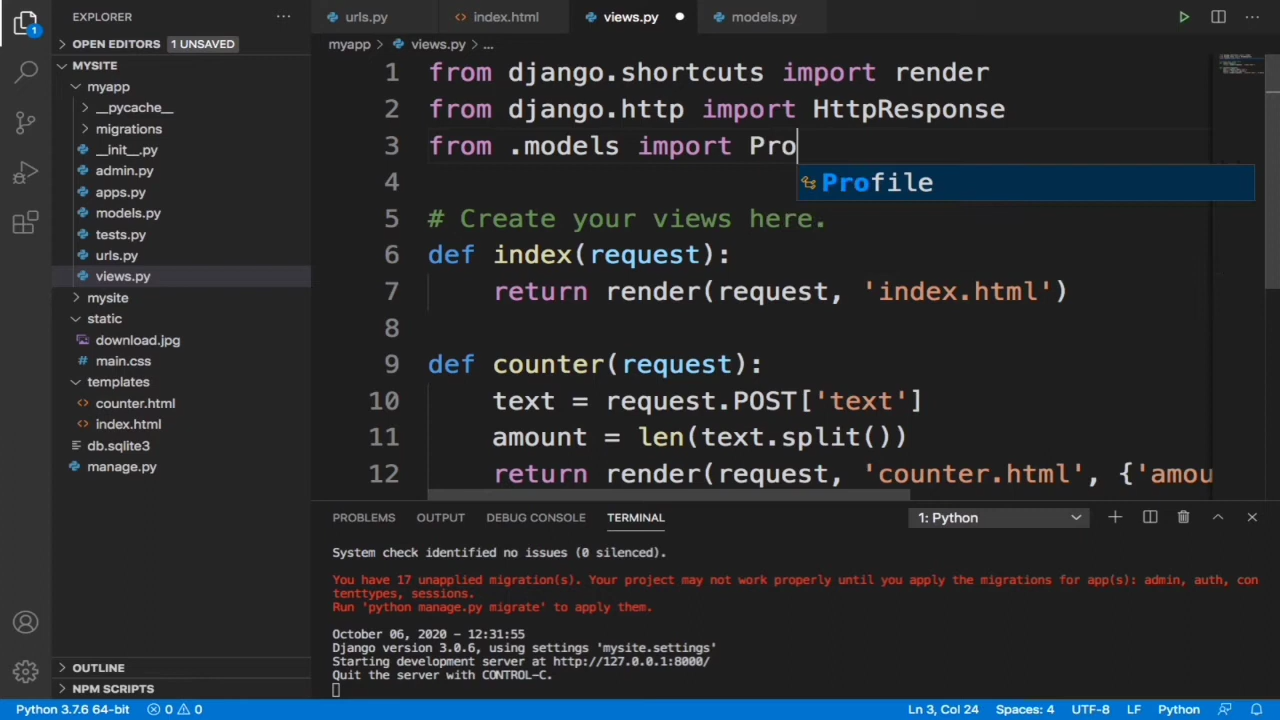 EXPLORER ...
urls.py
index.html
views.py
models.py
...
1
OPEN EDITORS 1 UNSAVED
MYSITE
myapp
__pycache__
migrations
__init__.py
admin.py
apps.py
models.py
tests.py
urls.py
views.py
mysite
static
download.jpg
# main.css
templates
<> counter.html
<> index.html
db.sqlite3
manage.py
OUTLINE
NPM SCRIPTS
myapp > views.py > ...
1 from django.shortcuts import render
2 from django.http import HttpResponse
3 from .models import Pro
Profile
4
5 # Create your views here.
6 def index(request):
7 return render(request, 'index.html')
8
9 def counter(request):
10 text = request.POST['text']
11 amount = len(text.split())
12 return render(request, 'counter.html', {'amou
PROBLEMS OUTPUT DEBUG CONSOLE TERMINAL 1: Python
System check identified no issues (0 silenced).
You have 17 unapplied migration(s). Your project may not work properly until you apply the migrations for app(s): admin, auth, con
tenttypes, sessions.
Run 'python manage.py migrate' to apply them.
October 06, 2020 - 12:31:55
Django version 3.0.6, using settings 'mysite.settings'
Starting development server at http://127.0.0.1:8000/
Quit the server with CONTROL-C.
Python 3.7.6 64-bit 0 0 Ln 3, Col 24 Spaces: 4 UTF-8 LF Python